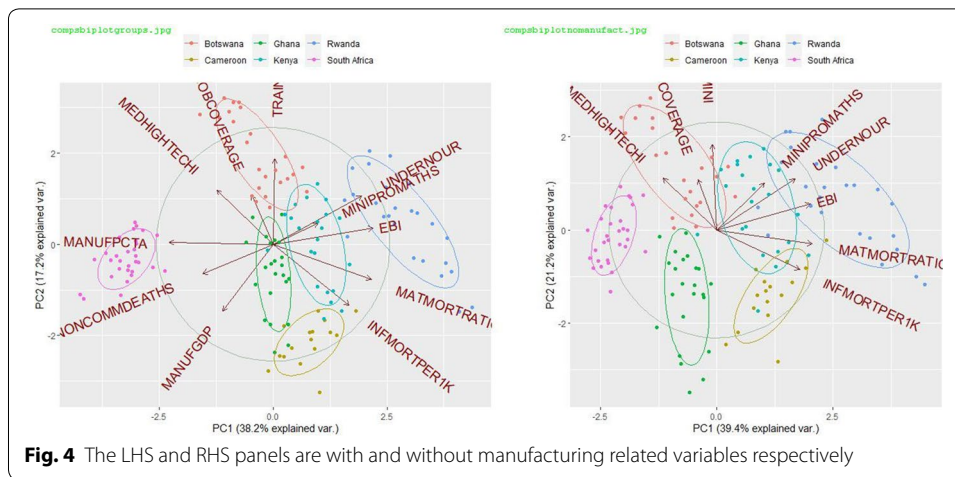 compsbiplotgroups.jpg
Botswana Ghana Rwanda
Cameroon Kenya South Africa
MEDHIGHTECHI
OBCOVERAGE
TRAIN
UNDERNOUR
MINIPROMATHS
EBI
MANUFPCTA
NONCOMMDEATHS
MANUFGDP
MATMORTRATIO
INFMORTPER1K
PC2 (17.2% explained var.)
2
0
-2
-2.5 0.0 2.5
PC1 (38.2% explained var.)
compsbiplotnomanufact.jpg
Botswana Ghana Rwanda
Cameroon Kenya South Africa
MEDHIGHTECHI
COVERAGE
MINI
MINIPROMATHS
UNDERNOUR
EBI
MATMORTRATIO
INFMORTPER1K
PC2 (21.2% explained var.)
2
0
-2
-2.5 0.0 2.5
PC1 (39.4% explained var.)
Fig. 4 The LHS and RHS panels are with and without manufacturing related variables respectively